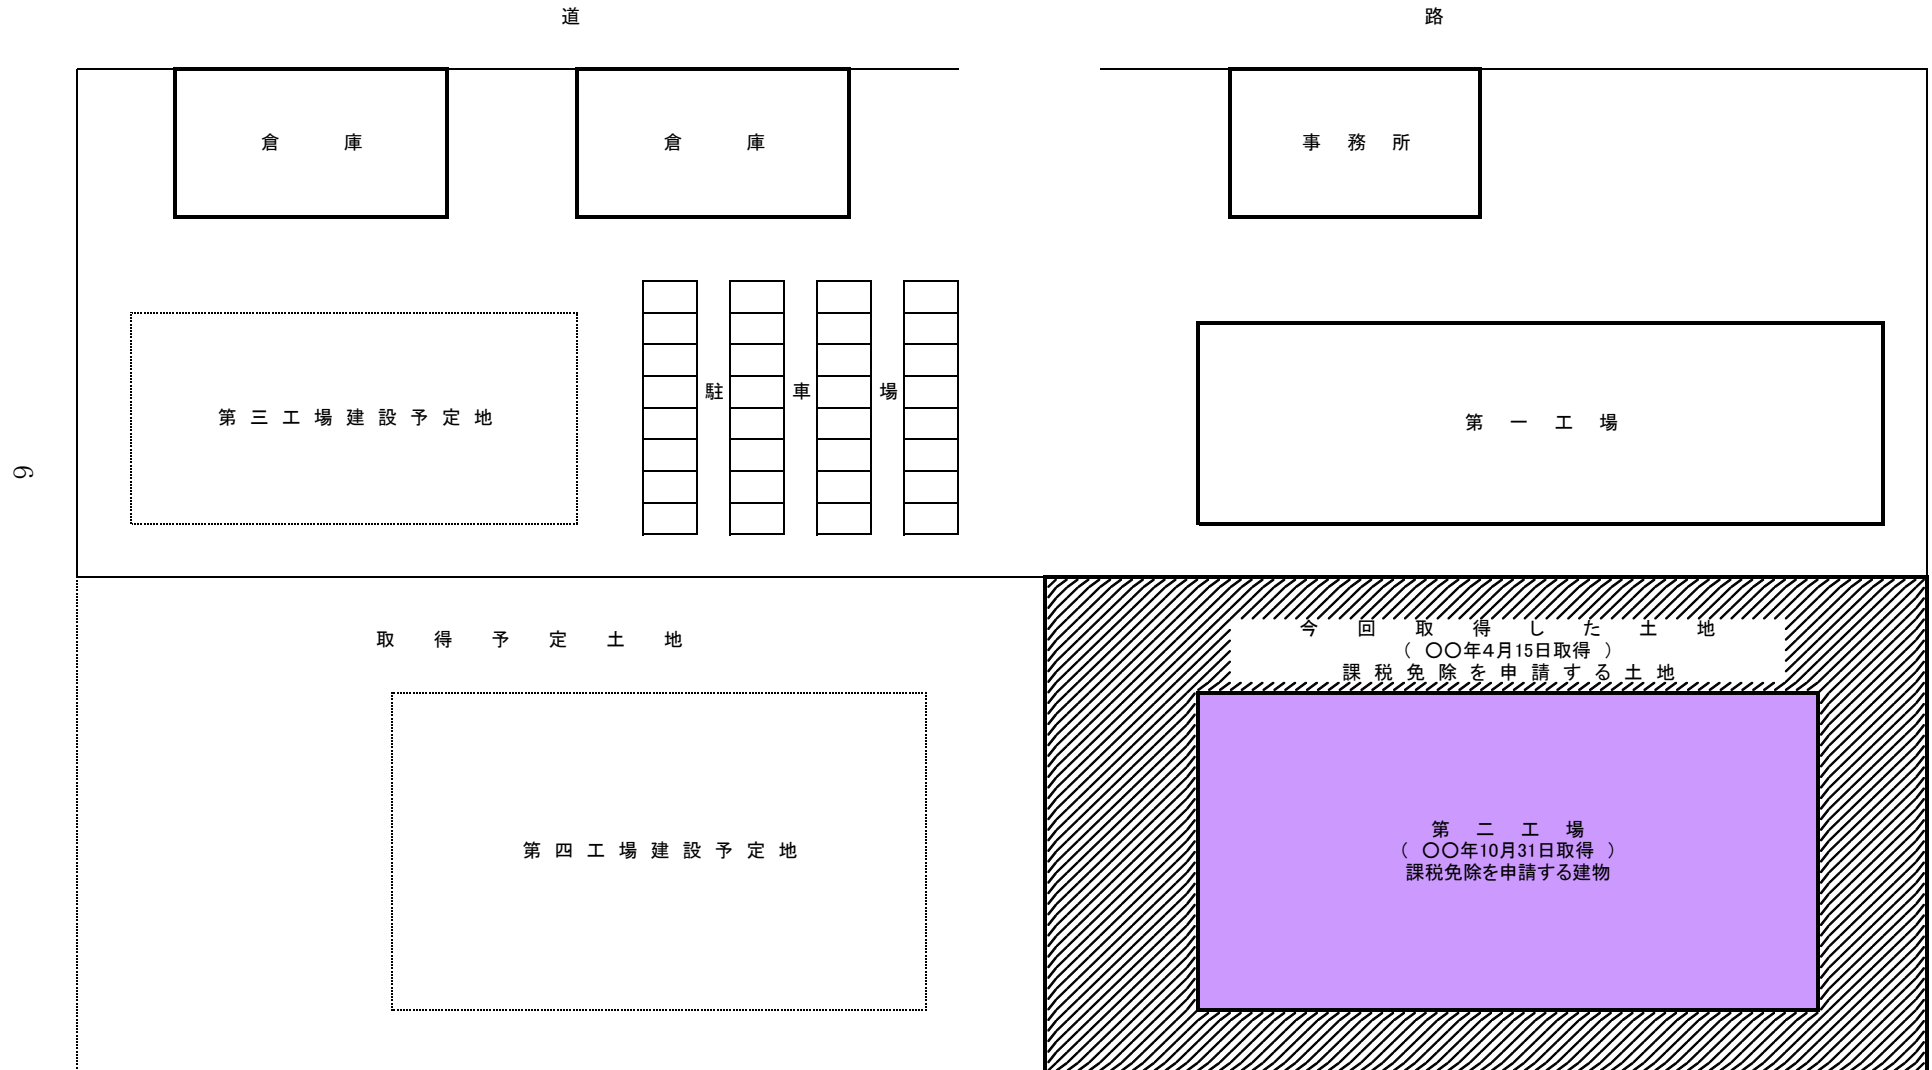 道 路
倉 庫
倉 庫
事 務 所
駐 車 場
第 三 工 場 建 設 予 定 地
第 一 工 場
6
取 得 予 定 土 地
今 回 取 得 し た 土 地
( 〇〇年4月15日取得 )
課 税 免 除 を 申 請 す る 土 地
第 四 工 場 建 設 予 定 地
第 二 工 場
( 〇〇年10月31日取得 )
課税免除を申請する建物